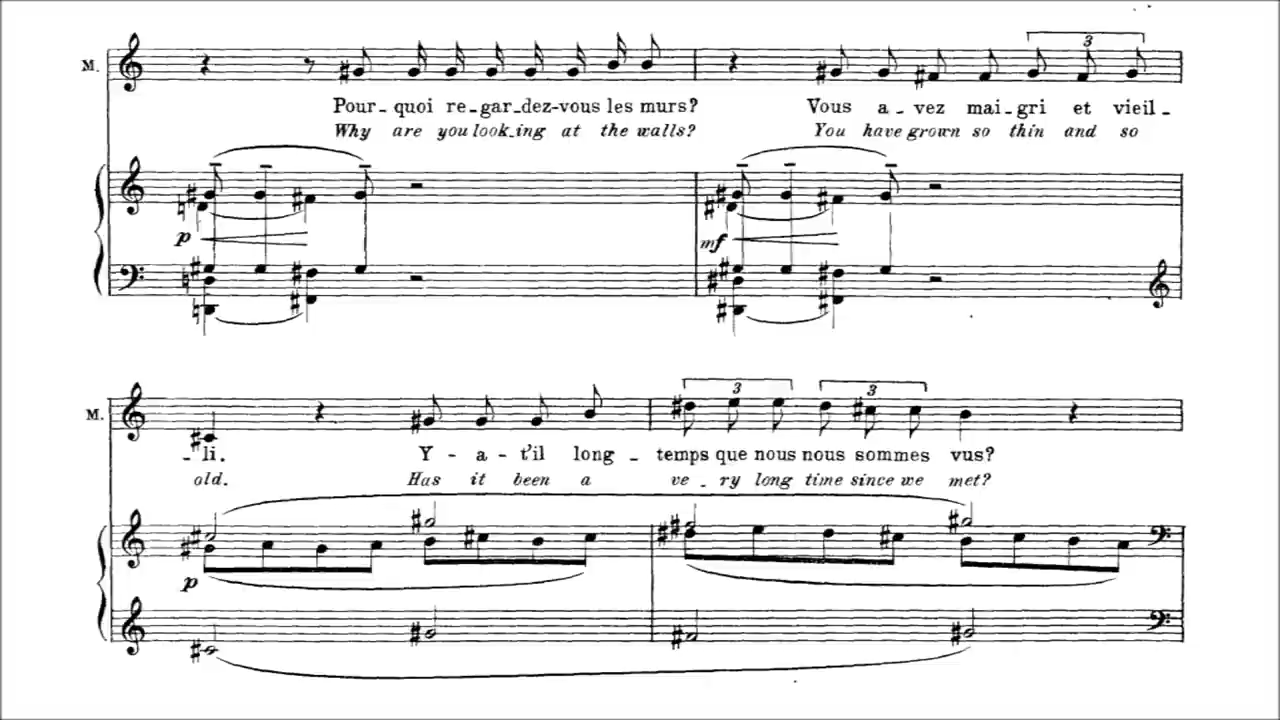 3
M.
Pour-quoi re-gar-dez-vous les murs? Vous a-vez mai-gri et vieil-
Why are you look-ing at the walls? You have grown so thin and so
p mf
3 3
M.
-li. Y-a-t'il long-temps que nous nous sommes vus?
old. Has it been a ve-ry long time since we met?
p